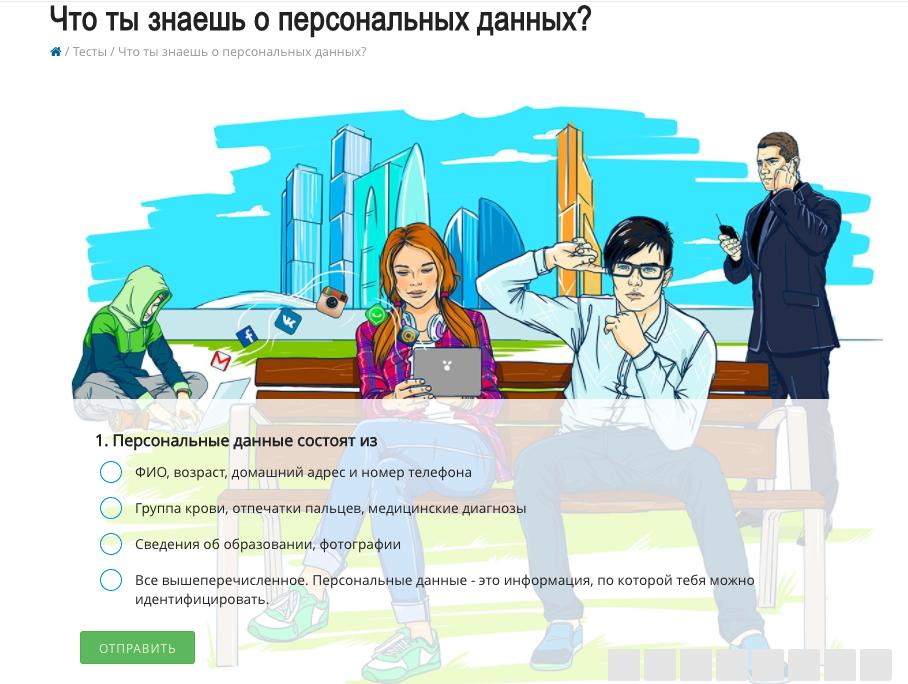 Что ты знаешь о персональных данных?
/ Тесты / Что ты знаешь о персональных данных?
1. Персональные данные состоят из
ФИО, возраст, домашний адрес и номер телефона
Группа крови, отпечатки пальцев, медицинские диагнозы
Сведения об образовании, фотографии
Все вышеперечисленное. Персональные данные - это информация, по которой тебя можно
идентифицировать.
ОТПРАВИТЬ